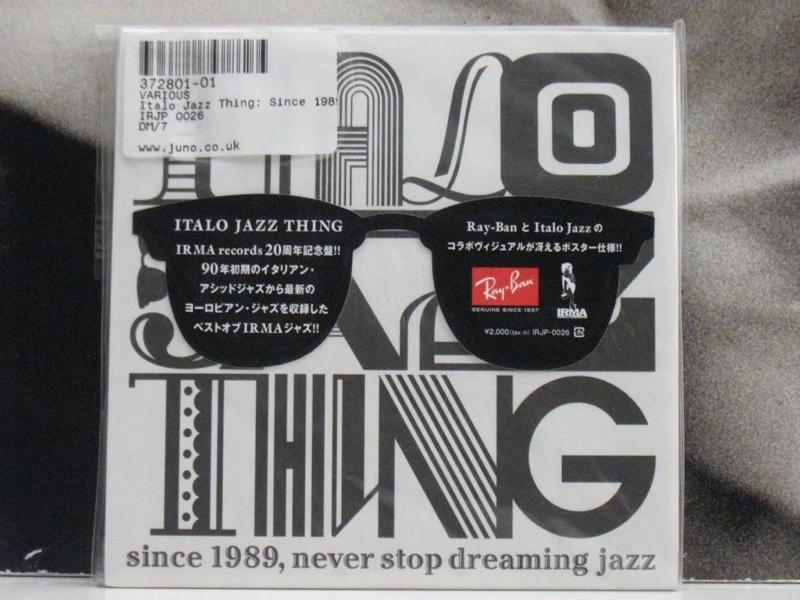 372801-01
VARIOUS
Italo Jazz Thing: Since 198
IRJP 0026
DM/7
www.juno.co.uk
ITALO
JAZZ
THING
ITALO JAZZ THING
IRMA records 20周年記念盤!!
90年初期のイタリアン・
アシッドジャズから最新の
ヨーロピアン・ジャズを収録した
ベストオブIRMAジャズ!!
Ray-Ban と Italo Jazz の
コラボヴィジュアルが冴えるポスター仕様!!
Ray-Ban
GENUINE SINCE 1937
IRMA
¥2,000(tax in) IRJP-0026
since 1989, never stop dreaming jazz